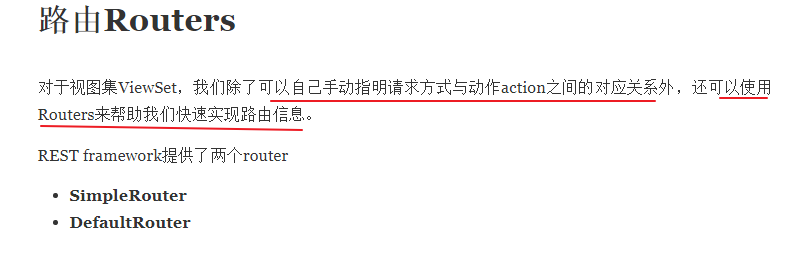 路由Routers
对于视图集ViewSet，我们除了可以自己手动指明请求方式与动作action之间的对应关系外，还可以使用
Routers来帮助我们快速实现路由信息。
REST framework提供了两个router
• SimpleRouter
• DefaultRouter